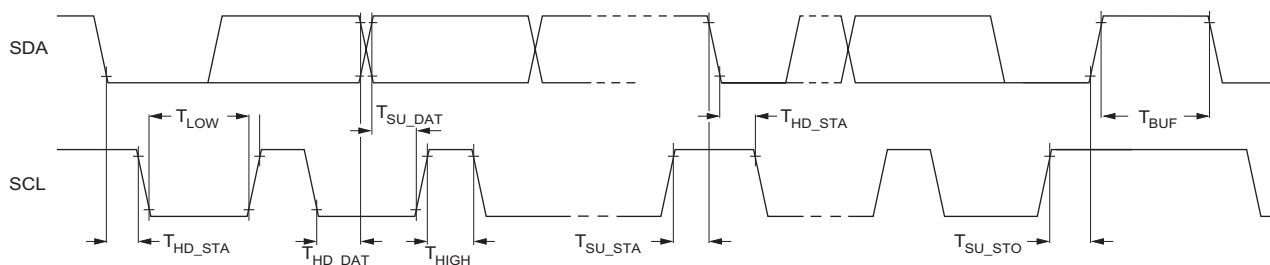 SDA
T_LOW
T_SU_DAT
T_HD_STA
T_BUF
SCL
T_HD_STA
T_HD_DAT
T_HIGH
T_SU_STA
T_SU_STO